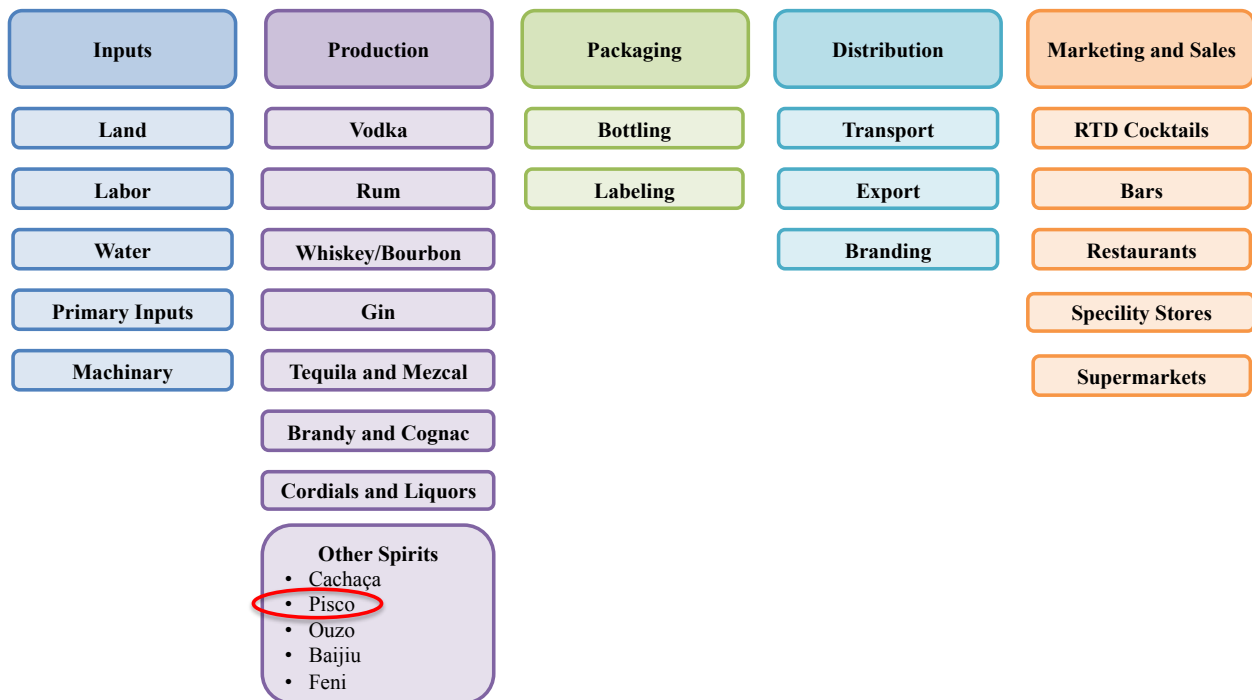 Inputs
Land
Labor
Water
Primary Inputs
Machinary
Production
Vodka
Rum
Whiskey/Bourbon
Gin
Tequila and Mezcal
Brandy and Cognac
Cordials and Liquors
Other Spirits
• Cachaça
• Pisco
• Ouzo
• Baijiu
• Feni
Packaging
Bottling
Labeling
Distribution
Transport
Export
Branding
Marketing and Sales
RTD Cocktails
Bars
Restaurants
Specility Stores
Supermarkets